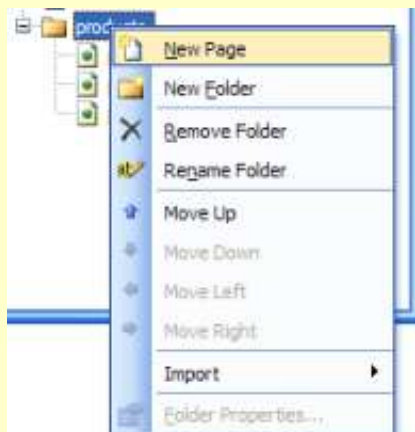 products
New Page
New Folder
Remove Folder
Rename Folder
Move Up
Move Down
Move Left
Move Right
Import
Folder Properties...